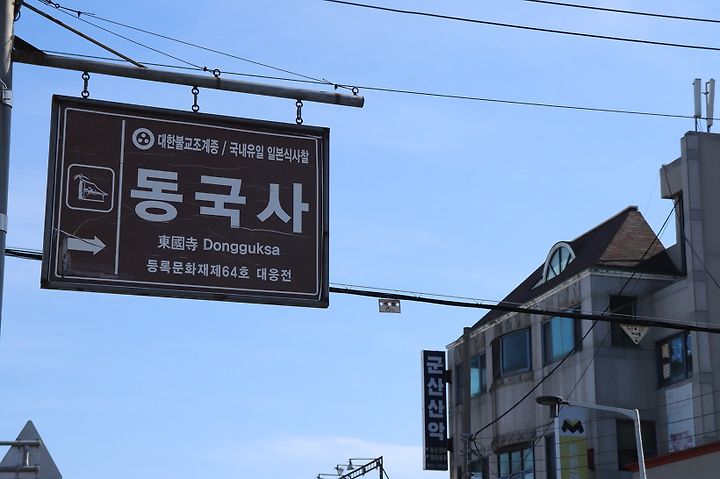 대한불교조계종 / 국내유일 일본식사찰
동국사
東國寺 Dongguksa
등록문화재제64호 대웅전
군산산악